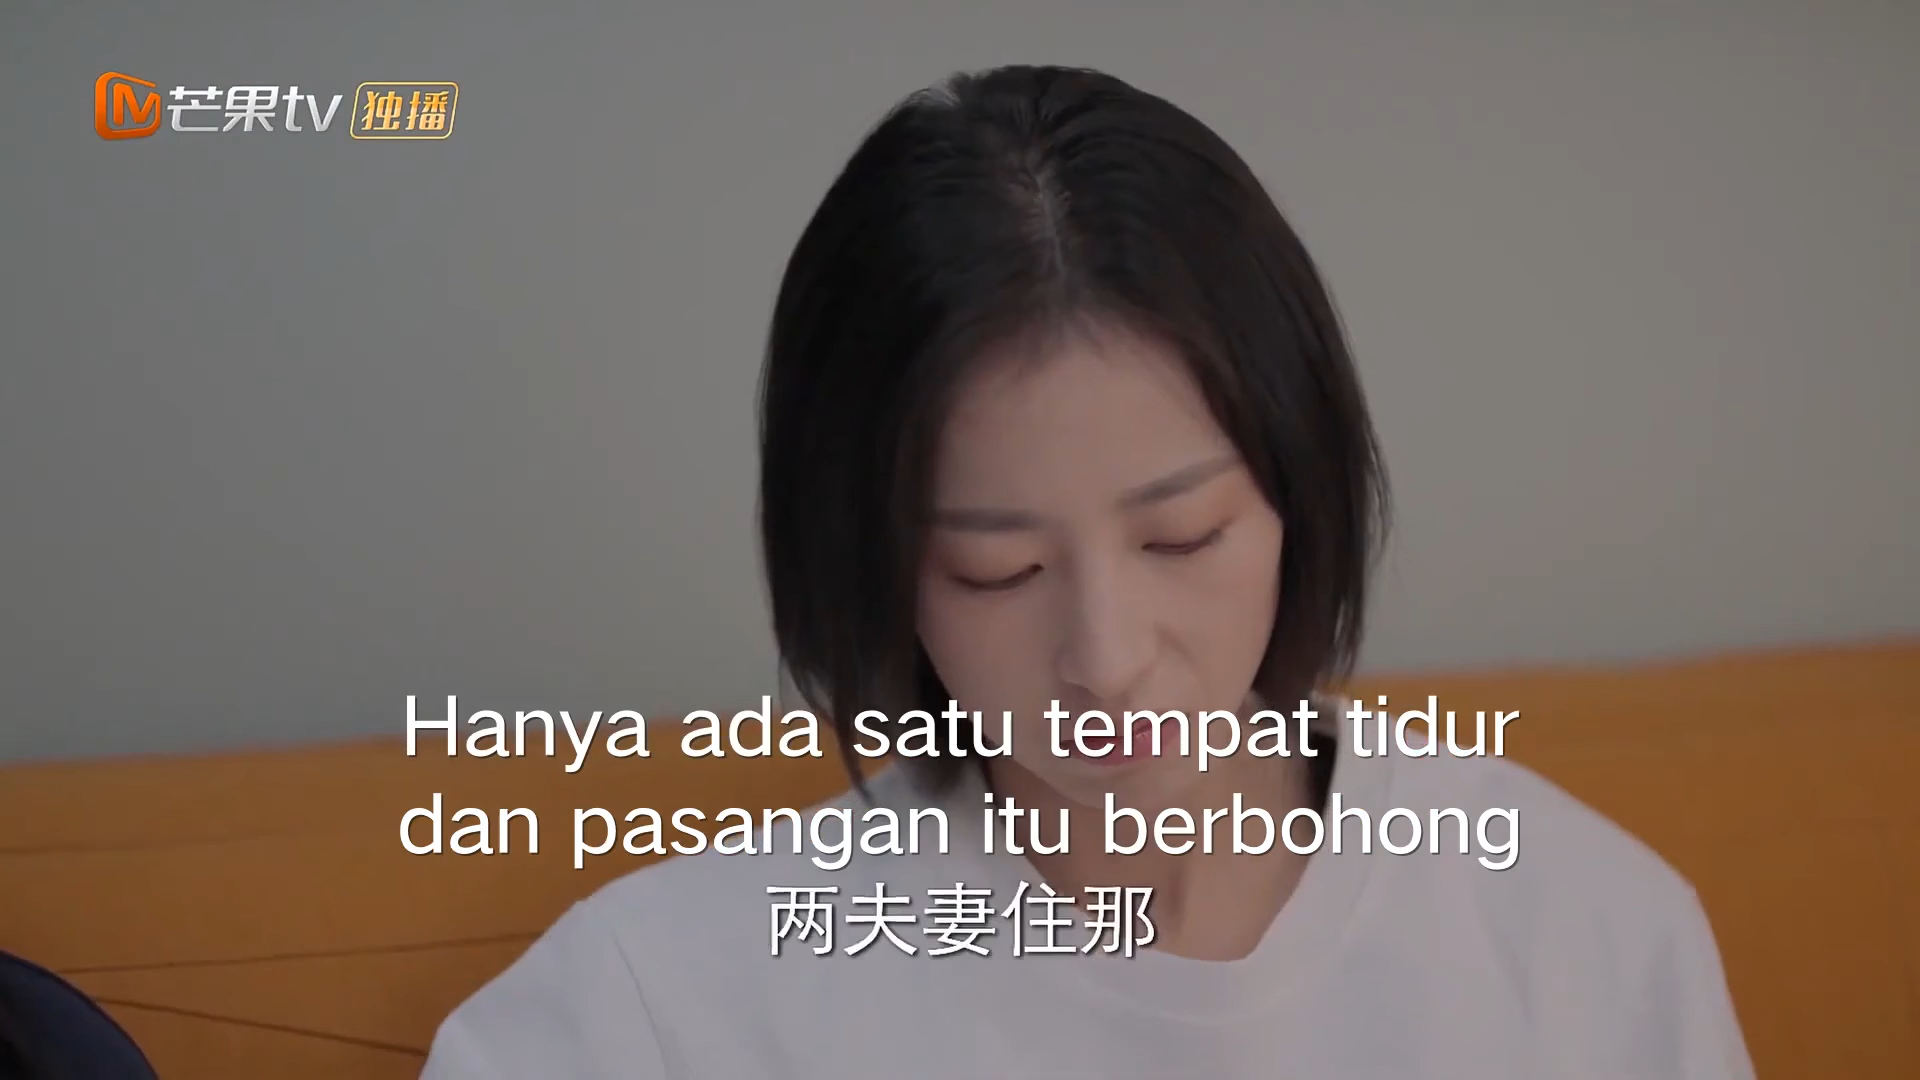 芒果tv 独播
Hanya ada satu tempat tidur
dan pasangan itu berbohong
两夫妻住那